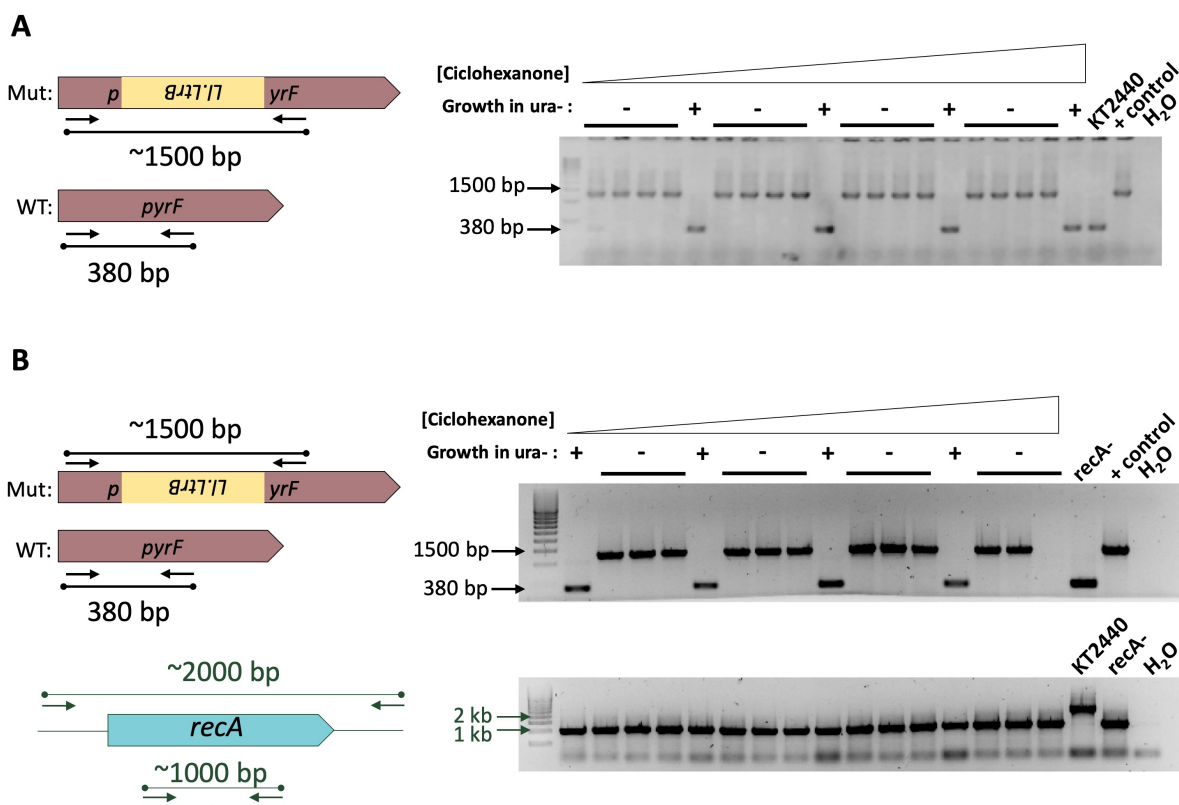 A
Mut:
p
Ll.LtrB
yrF
~1500 bp
WT:
pyrF
380 bp
[Ciclohexanone]
Growth in ura- :
-
+
-
+
-
+
-
+
KT2440
+ control
H2O
1500 bp
380 bp
B
~1500 bp
Mut:
p
Ll.LtrB
yrF
WT:
pyrF
380 bp
[Ciclohexanone]
Growth in ura- :
+
-
+
-
+
-
+
-
recA-
+ control
H2O
1500 bp
380 bp
~2000 bp
recA
~1000 bp
KT2440
recA-
H2O
2 kb
1 kb